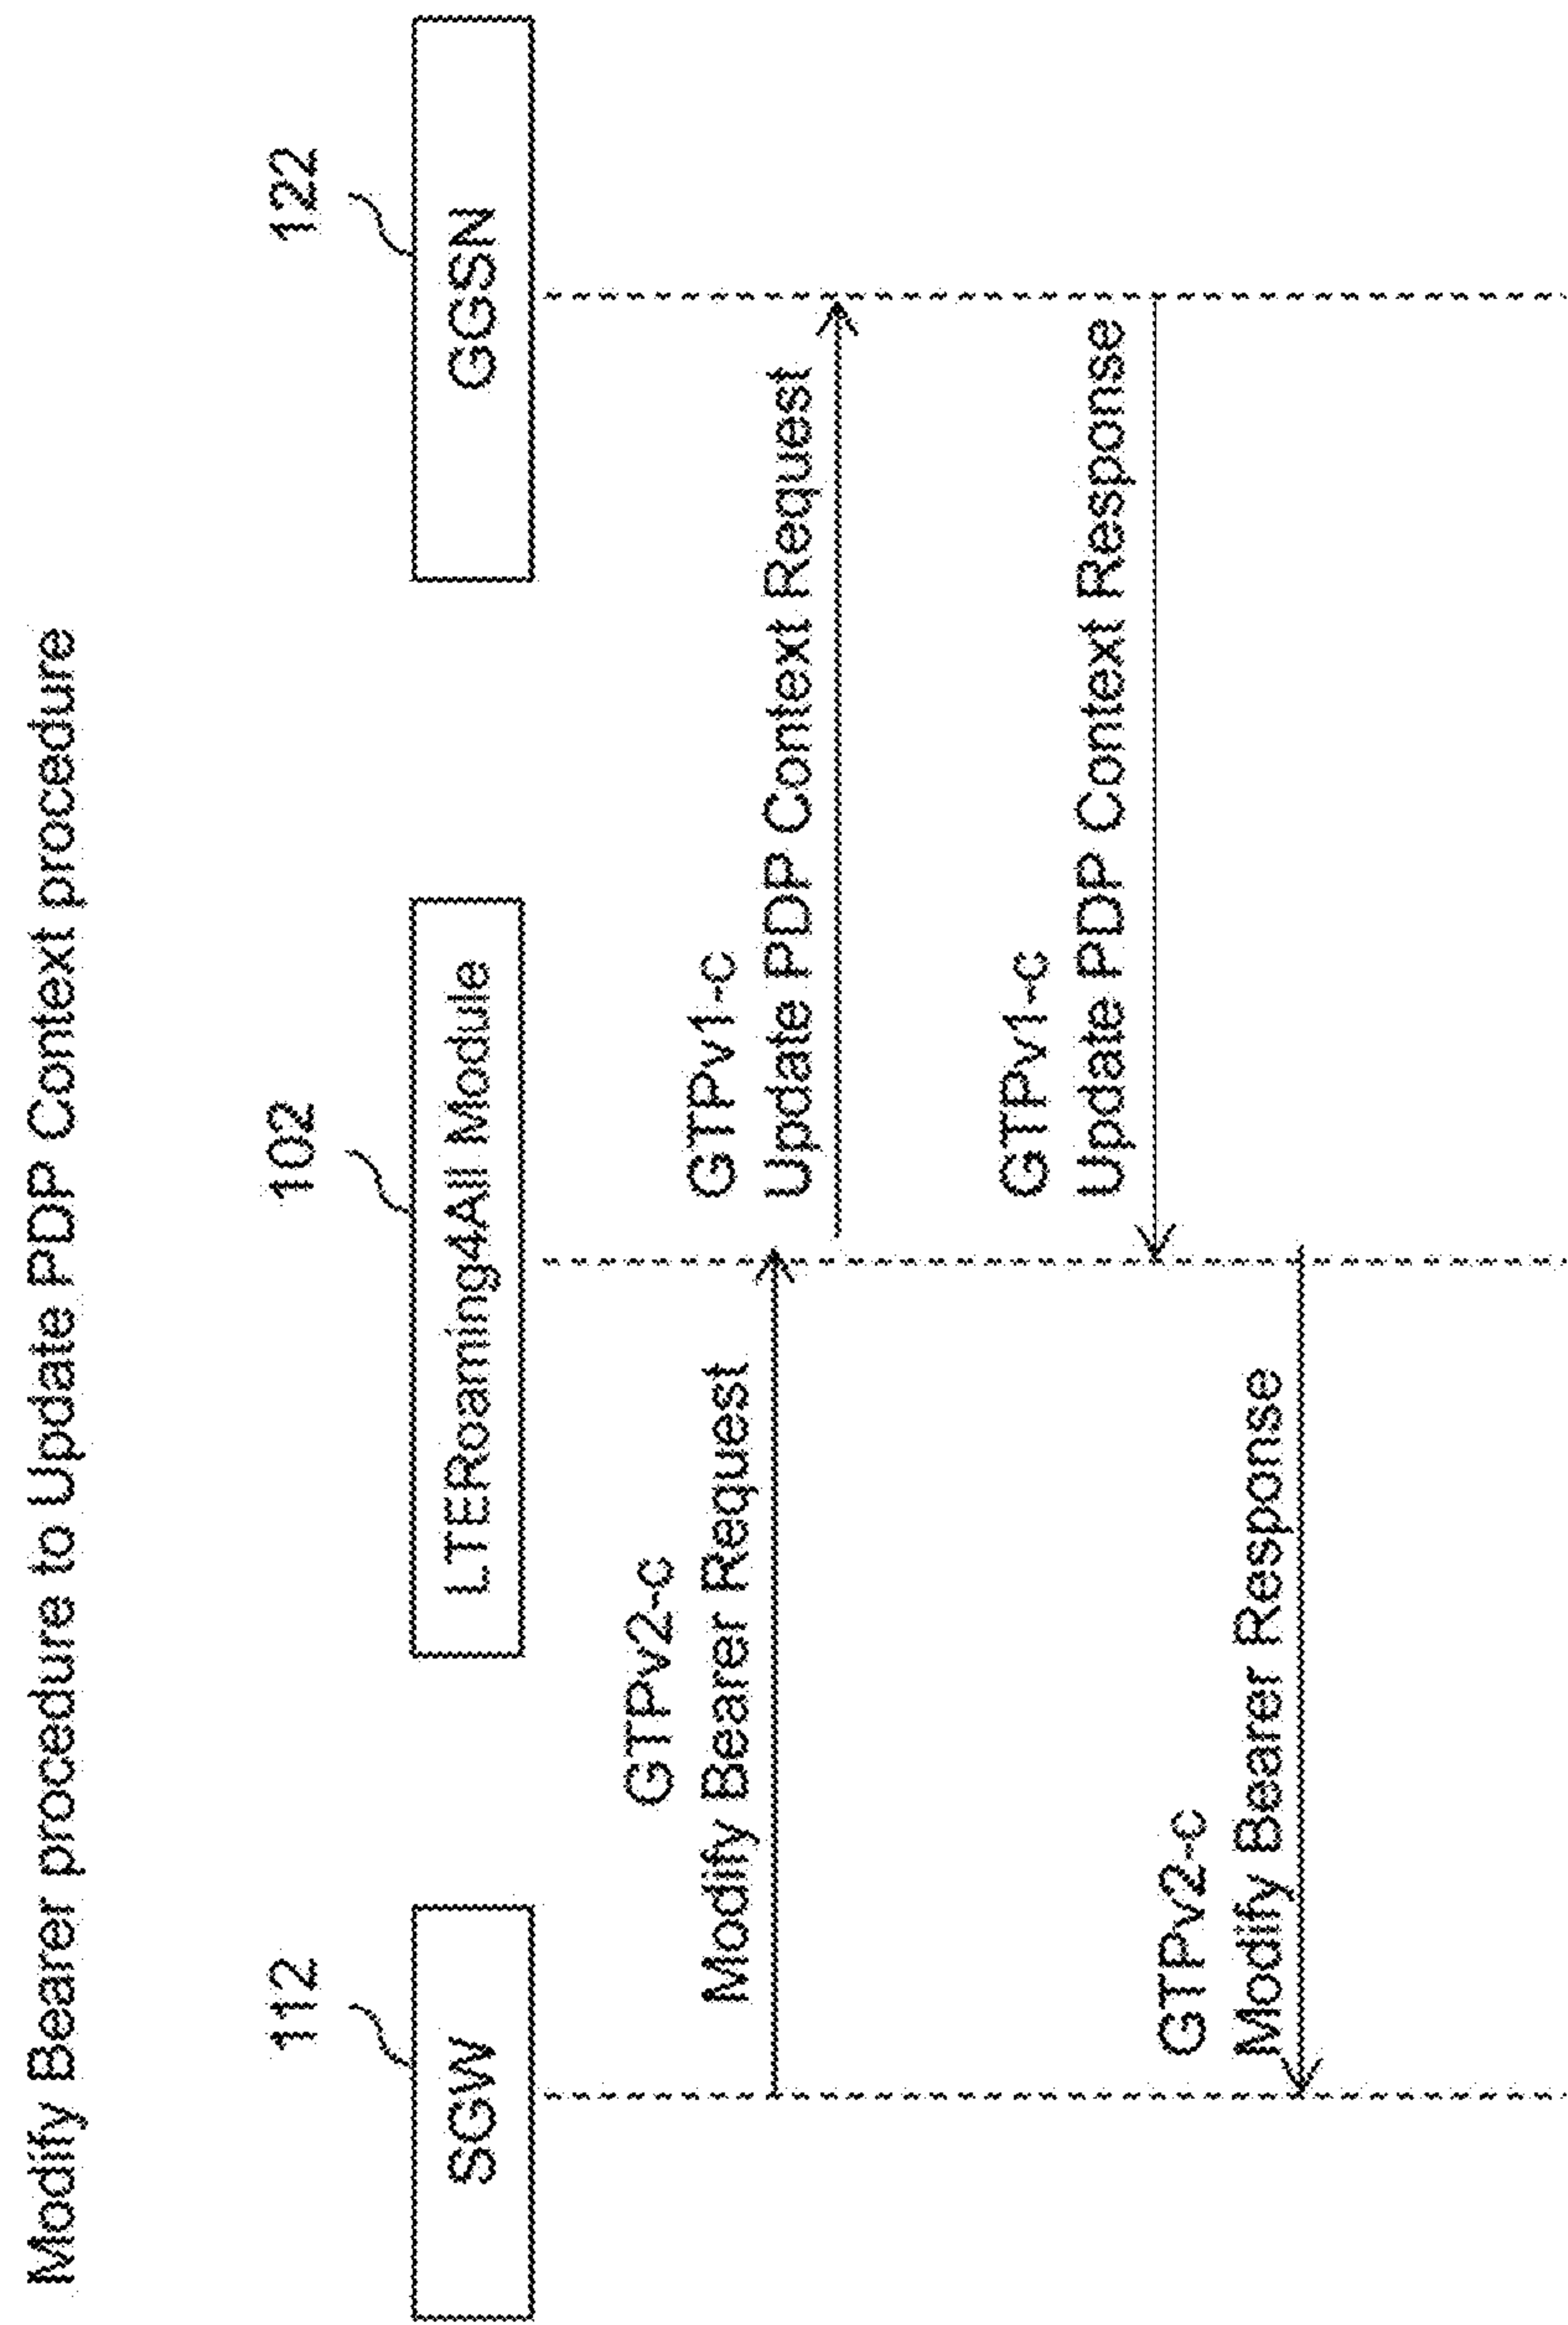 Modify Bearer procedure to Update PDP Context procedure
112
102
122
SGW
LTERoaming4All Module
GGSN
GTPv2-c
Modify Bearer Request
GTPv1-c
Update PDP Context Request
GTPv1-c
Update PDP Context Response
GTPv2-c
Modify Bearer Response